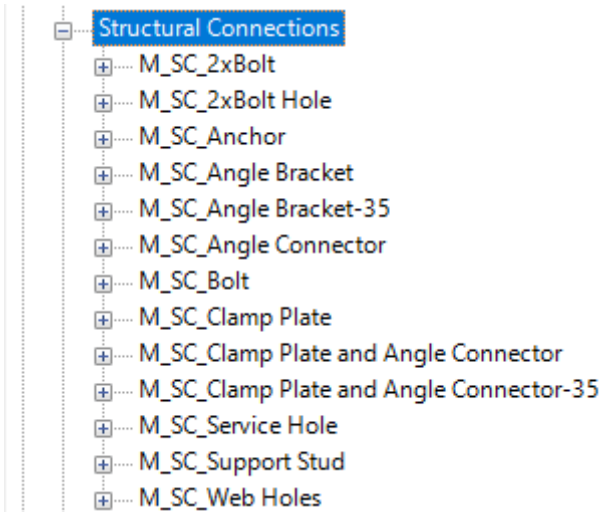 Structural Connections
M_SC_2xBolt
M_SC_2xBolt Hole
M_SC_Anchor
M_SC_Angle Bracket
M_SC_Angle Bracket-35
M_SC_Angle Connector
M_SC_Bolt
M_SC_Clamp Plate
M_SC_Clamp Plate and Angle Connector
M_SC_Clamp Plate and Angle Connector-35
M_SC_Service Hole
M_SC_Support Stud
M_SC_Web Holes